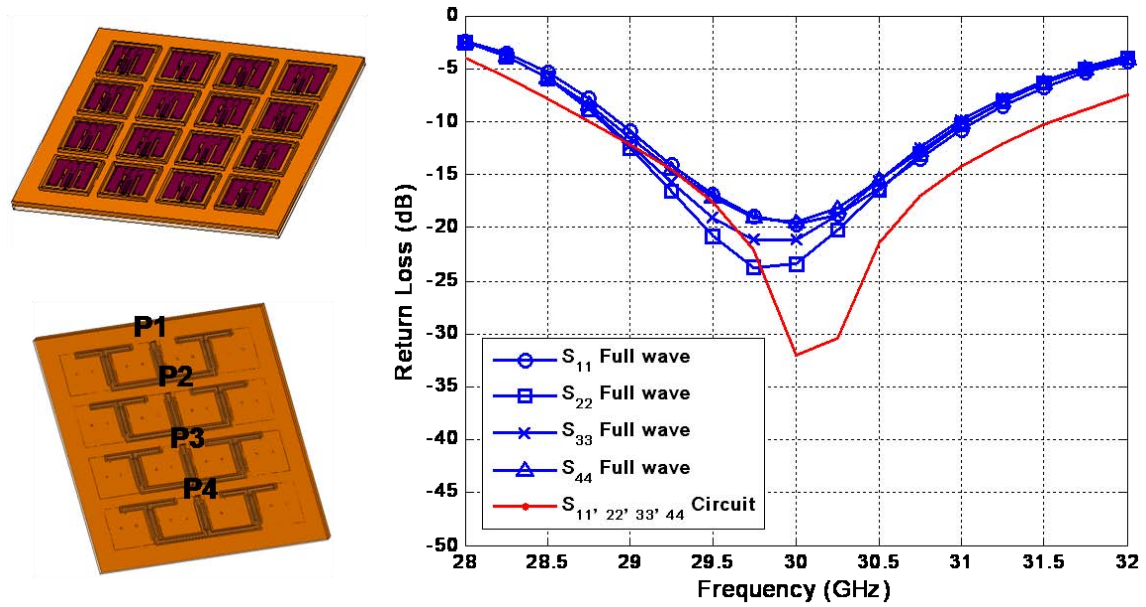 P1
P2
P3
P4
Return Loss (dB)
0
-5
-10
-15
-20
-25
-30
-35
-40
-45
-50
S11 Full wave
S22 Full wave
S33 Full wave
S44 Full wave
S11, 22, 33, 44 Circuit
28 28.5 29 29.5 30 30.5 31 31.5 32
Frequency (GHz)